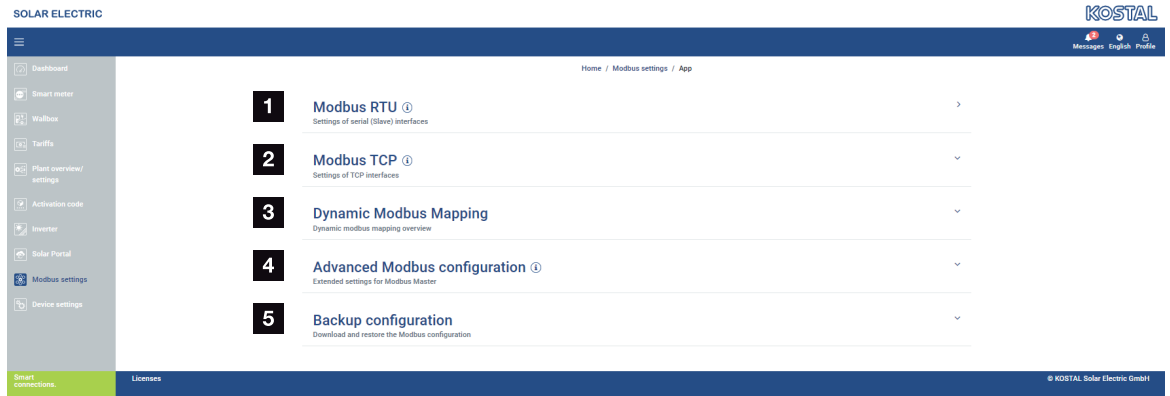 SOLAR ELECTRIC
KOSTAL
2
Messages English Profile
Home / Modbus settings / App
Dashboard
Smart meter
Wallbox
Tariffs
Plant overview/
settings
Activation code
Inverter
Solar Portal
Modbus settings
Device settings
1
Modbus RTU
Settings of serial (Slave) interfaces
2
Modbus TCP
Settings of TCP interfaces
3
Dynamic Modbus Mapping
Dynamic modbus mapping overview
4
Advanced Modbus configuration
Extended settings for Modbus Master
5
Backup configuration
Download and restore the Modbus configuration
Smart
connections.
Licenses
© KOSTAL Solar Electric GmbH